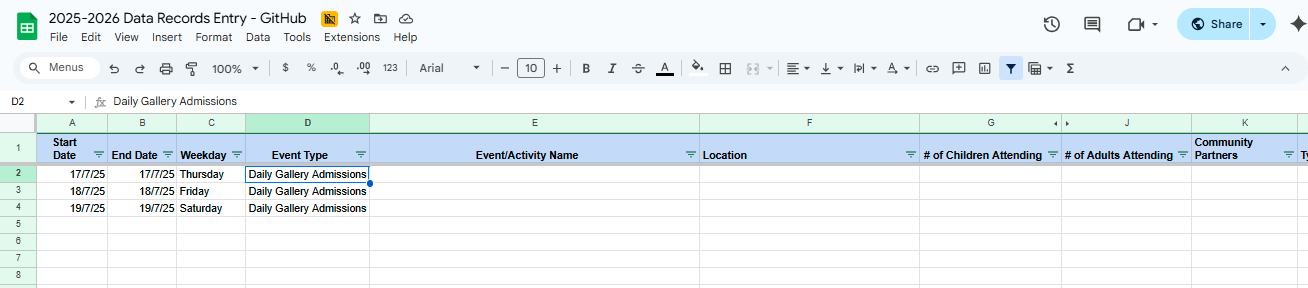 2025-2026 Data Records Entry - GitHub
File Edit View Insert Format Data Tools Extensions Help
Share
Menus 100% $ % .0 .00 123 Arial 10 B I S A
D2 fx Daily Gallery Admissions
A B C D E F G J K
1 Start Date End Date Weekday Event Type Event/Activity Name Location # of Children Attending # of Adults Attending Community Partners
2 17/7/25 17/7/25 Thursday Daily Gallery Admissions
3 18/7/25 18/7/25 Friday Daily Gallery Admissions
4 19/7/25 19/7/25 Saturday Daily Gallery Admissions
5
6
7
8